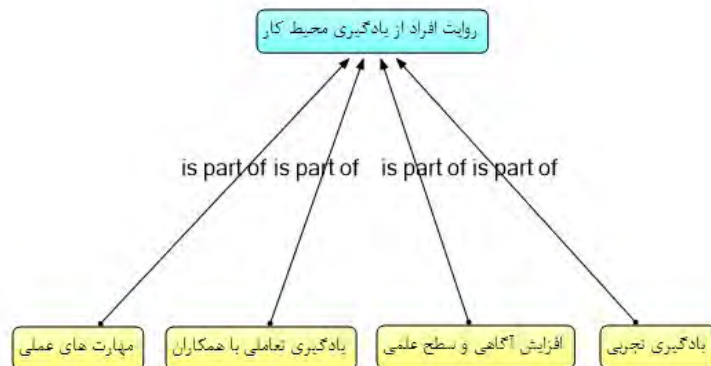 روایت افراد از یادگیری محیط کار
is part of is part of is part of is part of
مهارت های عملی
یادگیری تعاملی با همکاران
افزایش آگاهی و سطح علمی
یادگیری تجربی